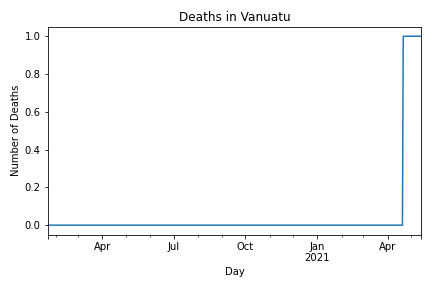 Deaths in Vanuatu
1.0
0.8
0.6
0.4
0.2
0.0
Number of Deaths
Apr
Jul
Oct
Jan
2021
Apr
Day